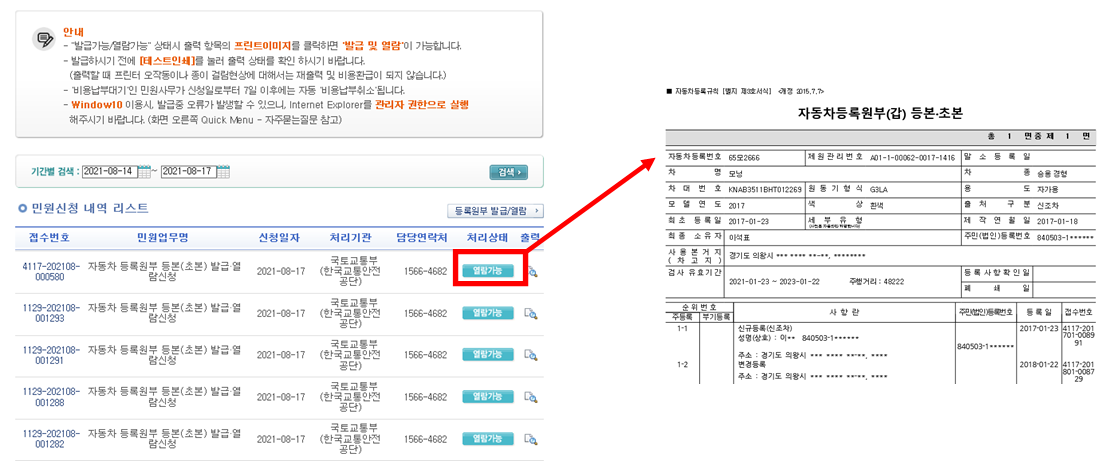 안내
- "발급가능/열람가능" 상태시 출력 항목의 프린트이미지를 클락하면 "발급 및 열람"이 가능합니다.
- 발급하시기 전에 [테스트인쇄]를 눌러 출력 상태를 확인 하시기 바랍니다.
(출력할 때 프린터 오작동이나 종이 걸림현상에 대해서는 재출력 및 비용환급이 되지 않습니다.)
- '비용납부대기'인 민원사무가 신청일로부터 7일 이후에는 자동 '비용납부취소'됩니다.
- Window10 이용시, 발급중 오류가 발생할 수 있으니, Internet Explorer를 관리자 권한으로 실행
해주시기 바랍니다. (화면 오른쪽 Quick Menu - 자주묻는질문 참고)
기간별 검색 : 2021-08-14 ~ 2021-08-17 검색
민원신청 내역 리스트
등록원부 발급/열람
접수번호 민원업무명 신청일자 처리기관 담당연락처 처리상태 출력
4117-202108-000580 자동차 등록원부 등본(초본) 발급·열람신청 2021-08-17 국토교통부(한국교통안전공단) 1566-4682 열람가능
1129-202108-001293 자동차 등록원부 등본(초본) 발급·열람신청 2021-08-17 국토교통부(한국교통안전공단) 1566-4682 열람가능
1129-202108-001291 자동차 등록원부 등본(초본) 발급·열람신청 2021-08-17 국토교통부(한국교통안전공단) 1566-4682 열람가능
1129-202108-001288 자동차 등록원부 등본(초본) 발급·열람신청 2021-08-17 국토교통부(한국교통안전공단) 1566-4682 열람가능
1129-202108-001282 자동차 등록원부 등본(초본) 발급·열람신청 2021-08-17 국토교통부(한국교통안전공단) 1566-4682 열람가능
■ 자동차등록규칙 [별지 제3호서식] <개정 2015.7.7>
자동차등록원부(갑) 등본·초본
총 1 면중제 1 면
자동차등록번호 65모2666 제원관리번호 A01-1-00062-0017-1416 말소등록일
차명 모닝 차종 승용 경형
차대번호 KNAB3511BHT012269 원동기형식 G3LA 용도 자가용
모델연도 2017 색상 흰색 출처구분 신조차
최초등록일 2017-01-23 세부유형 제작연월일 2017-01-18
최종소유자 이석표 주민(법인)등록번호 840503-1******
사용본거지 (차고지) 경기도 의왕시 *** **** **-**, ********
검사유효기간 2021-01-23 ~ 2023-01-22 주행거리 : 48222 등록사항확인일
폐쇄일
순위번호 사항란 주민(법인)등록번호 등록일 접수번호
주등록 부기등록
1-1 신규등록(신조차) 2017-01-23 4117-201701-008991
성명(상호) : 이** 840503-1****** 840503-1******
주소 : 경기도 의왕시 *** **** **-**, ****
1-2 변경등록 2018-01-22 4117-201801-008729
주소 : 경기도 의왕시 *** **** **-**, ****